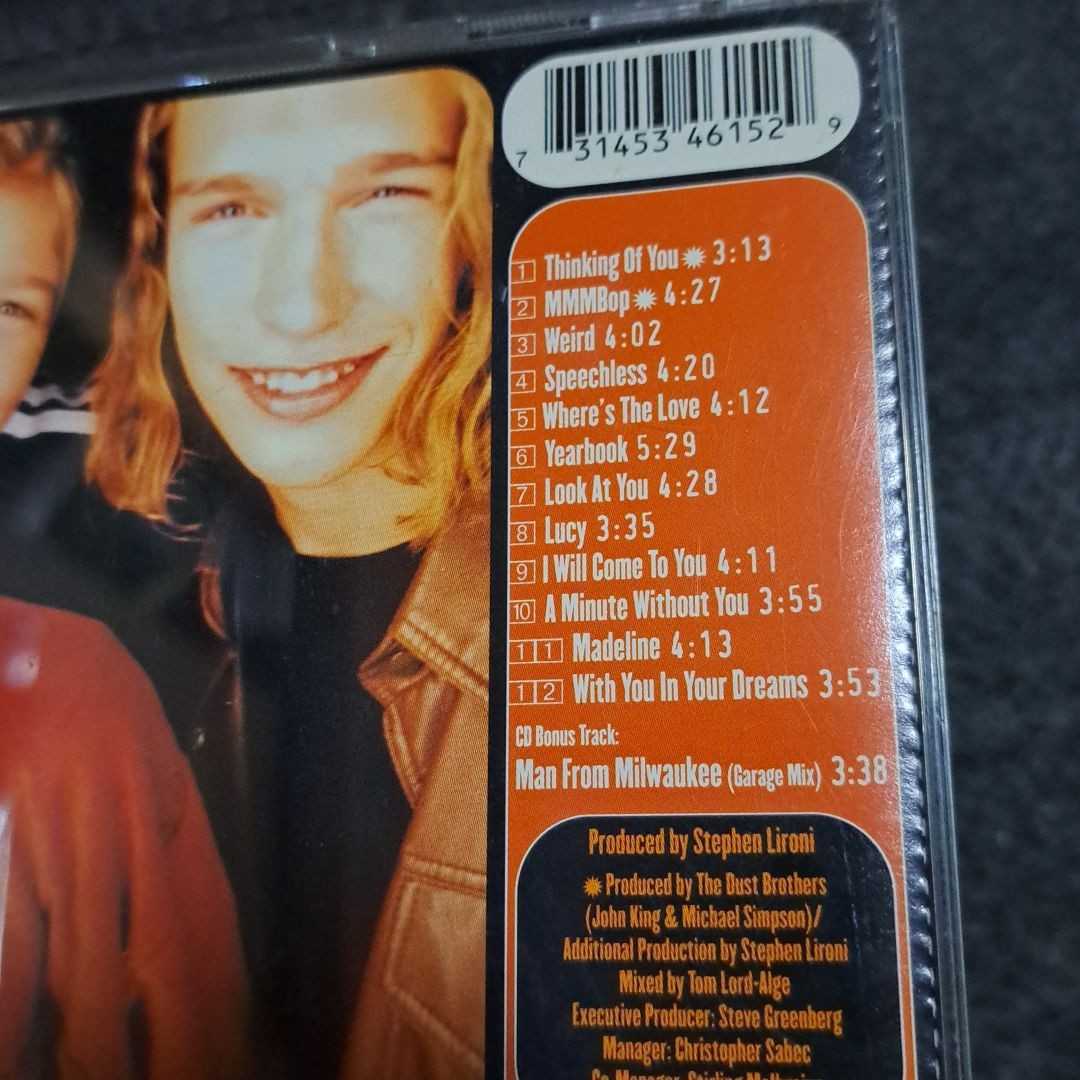 7 31453 46152 9
1 Thinking Of You 3:13
2 MMMBop 4:27
3 Weird 4:02
4 Speechless 4:20
5 Where's The Love 4:12
6 Yearbook 5:29
7 Look At You 4:28
8 Lucy 3:35
9 I Will Come To You 4:11
10 A Minute Without You 3:55
11 Madeline 4:13
12 With You In Your Dreams 3:53
CD Bonus Track:
Man From Milwaukee (Garage Mix) 3:38
Produced by Stephen Lironi
Produced by The Dust Brothers
(John King & Michael Simpson)/
Additional Production by Stephen Lironi
Mixed by Tom Lord-Alge
Executive Producer: Steve Greenberg
Manager: Christopher Sabec
Co-Manager: